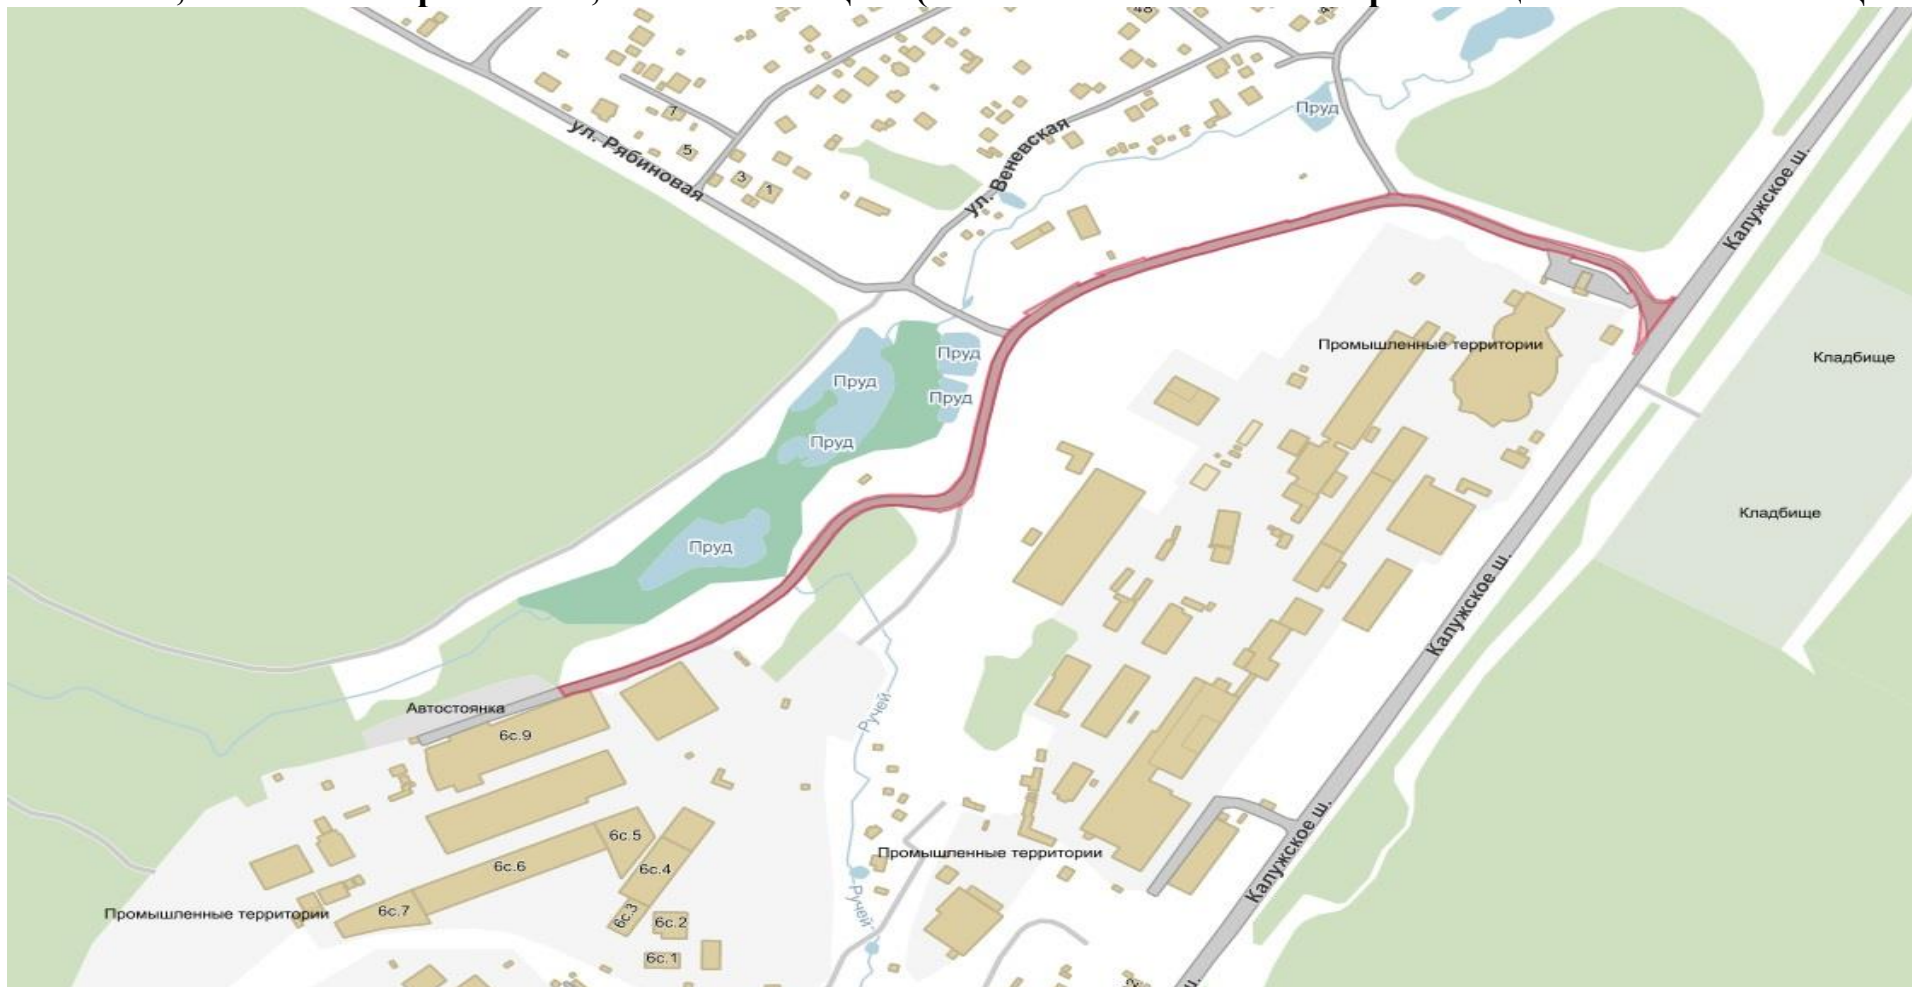 48
Пруд
7
ул. Рябиновая
5
3
1
ул. Веневская
Калужское ш.
Промышленные территории
Кладбище
Пруд
Пруд
Пруд
Пруд
Кладбище
Пруд
Калужское ш.
Автостоянка
6с.9
Ручей
6с.5
6с.6
6с.4
Промышленные территории
Калужское ш.
6с.7
Промышленные территории
6с.3
6с.2
Ручей
6с.1
ш.